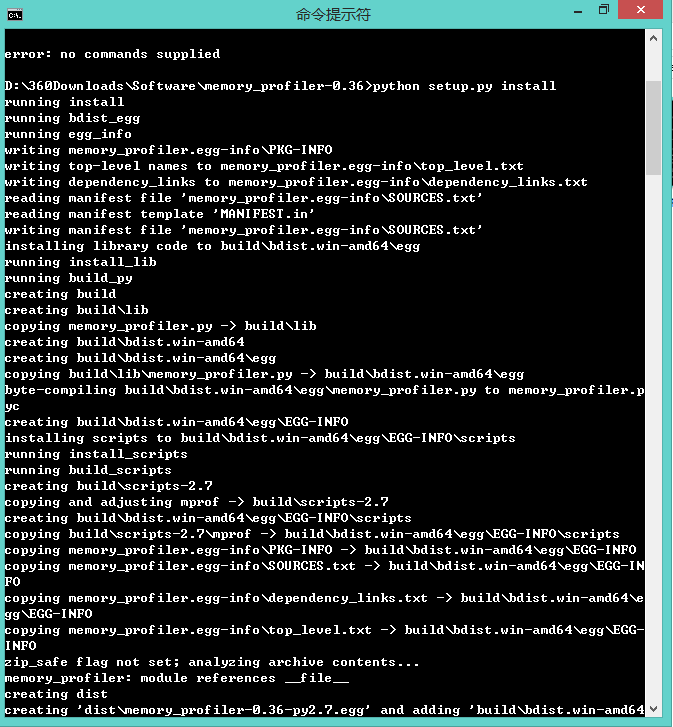 命令提示符
error: no commands supplied
D:\360Downloads\Software\memory_profiler-0.36>python setup.py install
running install
running bdist_egg
running egg_info
writing memory_profiler.egg-info\PKG-INFO
writing top-level names to memory_profiler.egg-info\top_level.txt
writing dependency_links to memory_profiler.egg-info\dependency_links.txt
reading manifest file 'memory_profiler.egg-info\SOURCES.txt'
reading manifest template 'MANIFEST.in'
writing manifest file 'memory_profiler.egg-info\SOURCES.txt'
installing library code to build\bdist.win-amd64\egg
running install_lib
running build_py
creating build
creating build\lib
copying memory_profiler.py -> build\lib
creating build\bdist.win-amd64
creating build\bdist.win-amd64\egg
copying build\lib\memory_profiler.py -> build\bdist.win-amd64\egg
byte-compiling build\bdist.win-amd64\egg\memory_profiler.py to memory_profiler.p
yc
creating build\bdist.win-amd64\egg\EGG-INFO
installing scripts to build\bdist.win-amd64\egg\EGG-INFO\scripts
running install_scripts
running build_scripts
creating build\scripts-2.7
copying and adjusting mprof -> build\scripts-2.7
creating build\bdist.win-amd64\egg\EGG-INFO\scripts
copying build\scripts-2.7\mprof -> build\bdist.win-amd64\egg\EGG-INFO\scripts
copying memory_profiler.egg-info\PKG-INFO -> build\bdist.win-amd64\egg\EGG-INFO
copying memory_profiler.egg-info\SOURCES.txt -> build\bdist.win-amd64\egg\EGG-IN
FO
copying memory_profiler.egg-info\dependency_links.txt -> build\bdist.win-amd64\e
gg\EGG-INFO
copying memory_profiler.egg-info\top_level.txt -> build\bdist.win-amd64\egg\EGG-
INFO
zip_safe flag not set; analyzing archive contents...
memory_profiler: module references __file__
creating dist
creating 'dist\memory_profiler-0.36-py2.7.egg' and adding 'build\bdist.win-amd64